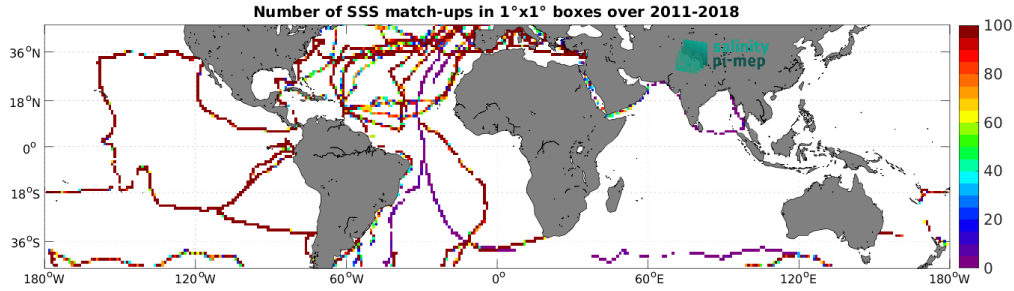 Number of SSS match-ups in 1°x1° boxes over 2011-2018
36°N
18°N
0°
18°S
36°S
180°W
120°W
60°W
0°
60°E
120°E
180°W
salinity
pi-mep
100
80
60
40
20
0